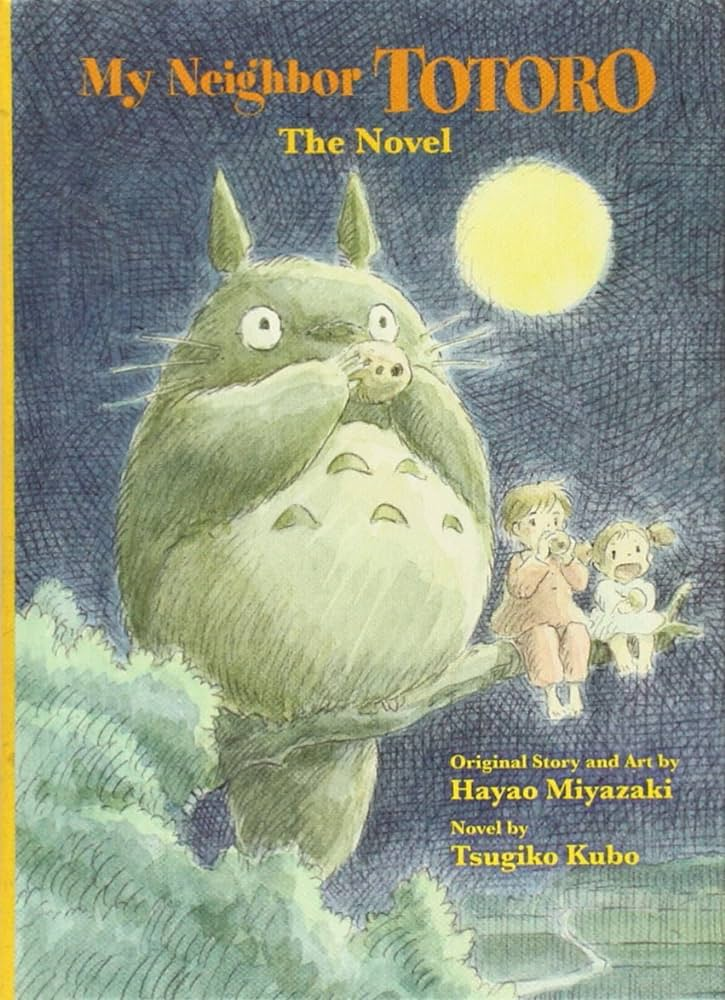 My Neighbor TOTORO
The Novel
Original Story and Art by
Hayao Miyazaki
Novel by
Tsugiko Kubo